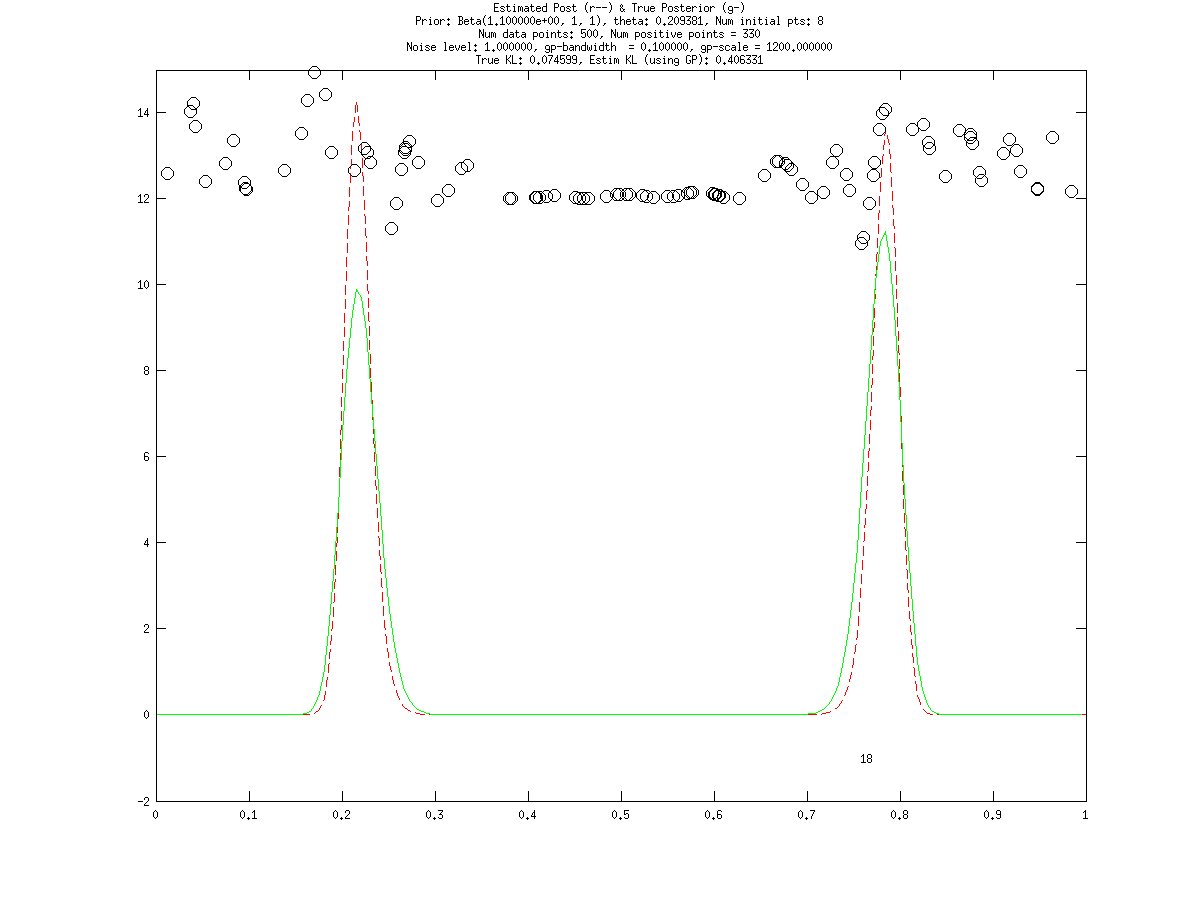 Estimated Post (r--) & True Posterior (g-)
Prior: Beta(1.100000e+00, 1, 1), theta: 0.209381, Num initial pts: 8
Num data points: 500, Num positive points = 330
Noise level: 1.000000, gp-bandwidth  = 0.100000, gp-scale = 1200.000000
True KL: 0.074599, Estim KL (using GP): 0.406331
14
12
10
8
6
4
2
0
18
-2
0 0.1 0.2 0.3 0.4 0.5 0.6 0.7 0.8 0.9 1